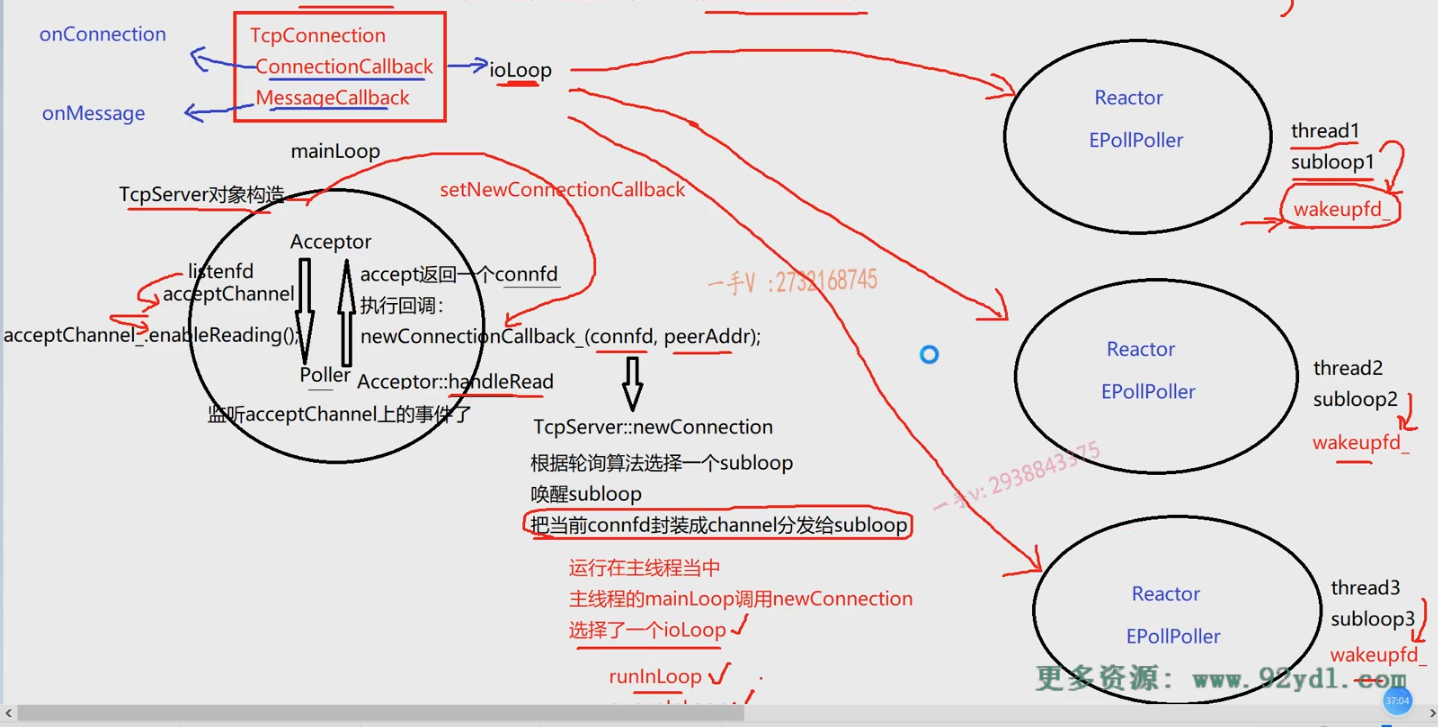 onConnection
TcpConnection
ConnectionCallback
MessageCallback
onMessage
ioLoop
mainLoop
TcpServer对象构造
setNewConnectionCallback
Acceptor
listenfd
acceptChannel
acceptChannel_.enableReading();
accept返回一个connfd
执行回调：
newConnectionCallback_(connfd, peerAddr);
Poller
Acceptor::handleRead
监听acceptChannel上的事件了
TcpServer::newConnection
根据轮询算法选择一个subloop
唤醒subloop
把当前connfd封装成channel分发给subloop
运行在主线程当中
主线程的mainLoop调用newConnection
选择了一个ioLoop
runInLoop
Reactor
EPollPoller
thread1
subloop1
wakeupfd_
Reactor
EPollPoller
thread2
subloop2
wakeupfd_
Reactor
EPollPoller
thread3
subloop3
wakeupfd_
一手V :2732168745
一手v: 2938843375
更多资源: www.92ydl.com
37:04